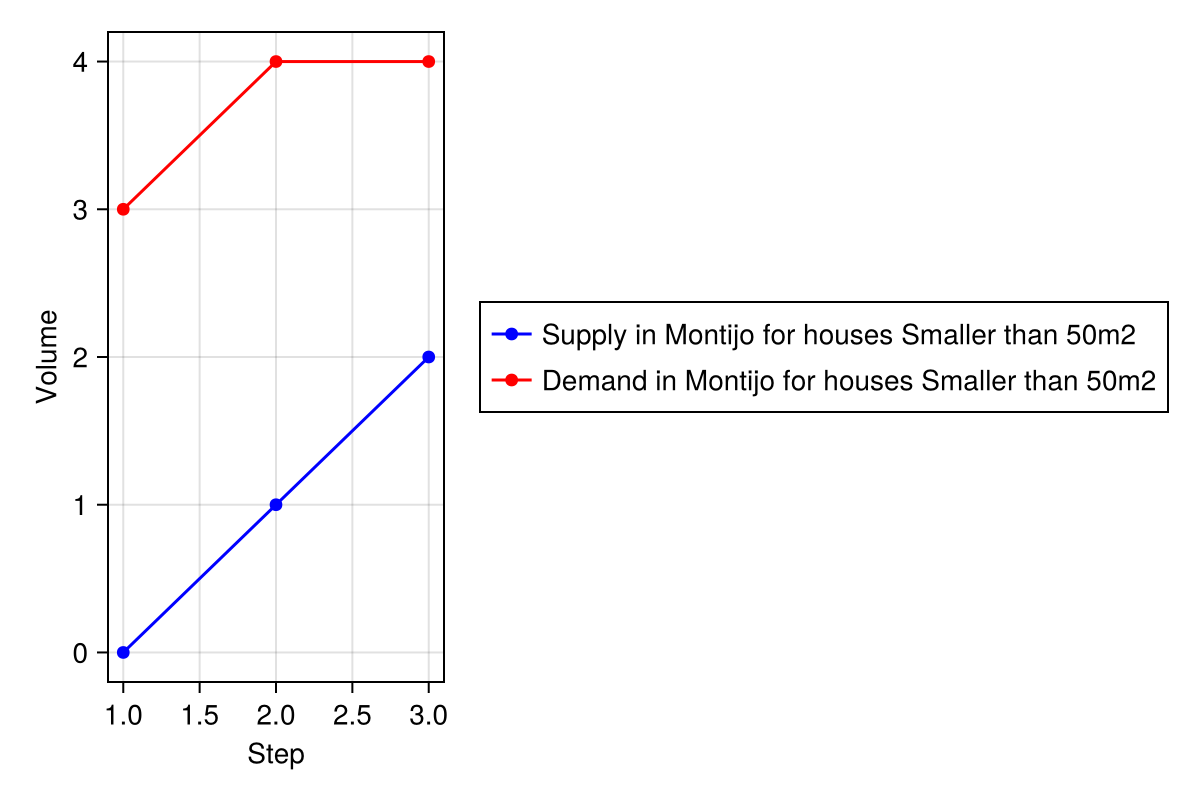 4
3
2
1
0
Volume
1.0 1.5 2.0 2.5 3.0
Step
Supply in Montijo for houses Smaller than 50m2
Demand in Montijo for houses Smaller than 50m2